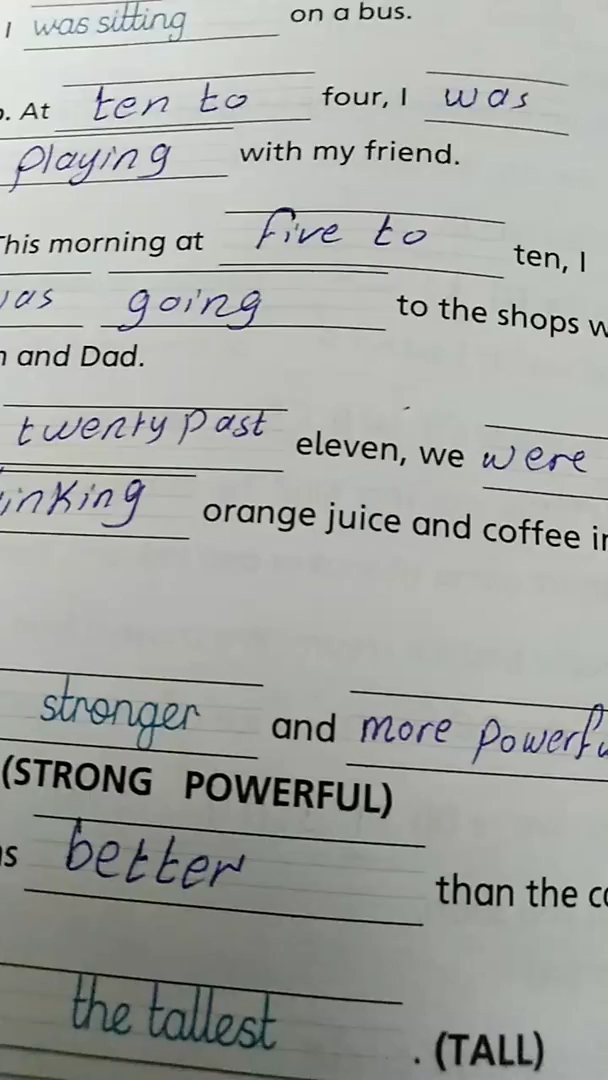 I was sitting on a bus.
. At ten to four, I was
playing with my friend.
This morning at five to ten, I
was going to the shops
and Dad.
twenty past eleven, we were
inking orange juice and coffee
stronger and more
(STRONG POWERFUL)
better than the
the tallest . (TALL)